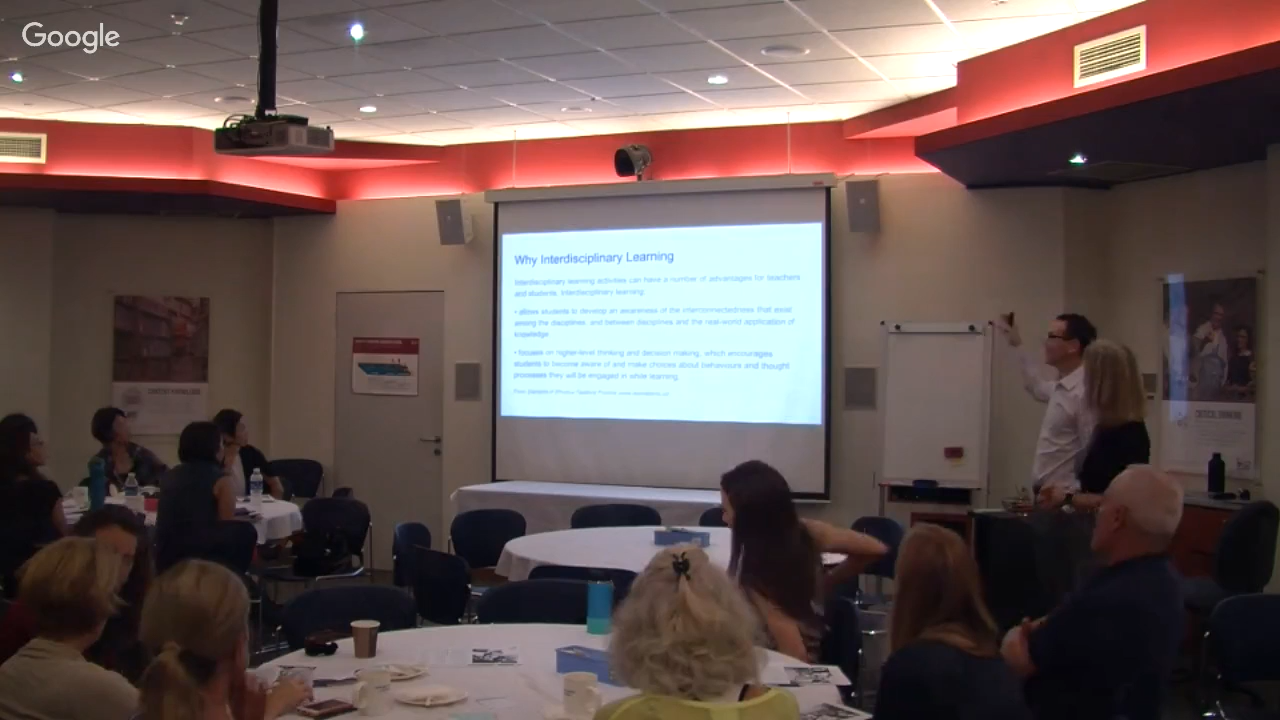 Google
Why Interdisciplinary Learning
Interdisciplinary learning activities can have a number of advantages for teachers
and students. Interdisciplinary learning:
• allows students to develop an awareness of the interconnectedness that exist
among the disciplines, and between disciplines and the real-world application of
knowledge.
• focuses on higher-level thinking and decision making, which encourages
students to become aware of and make choices about behaviours and thought
processes they will be engaged in while learning.
CRITICAL THINKING